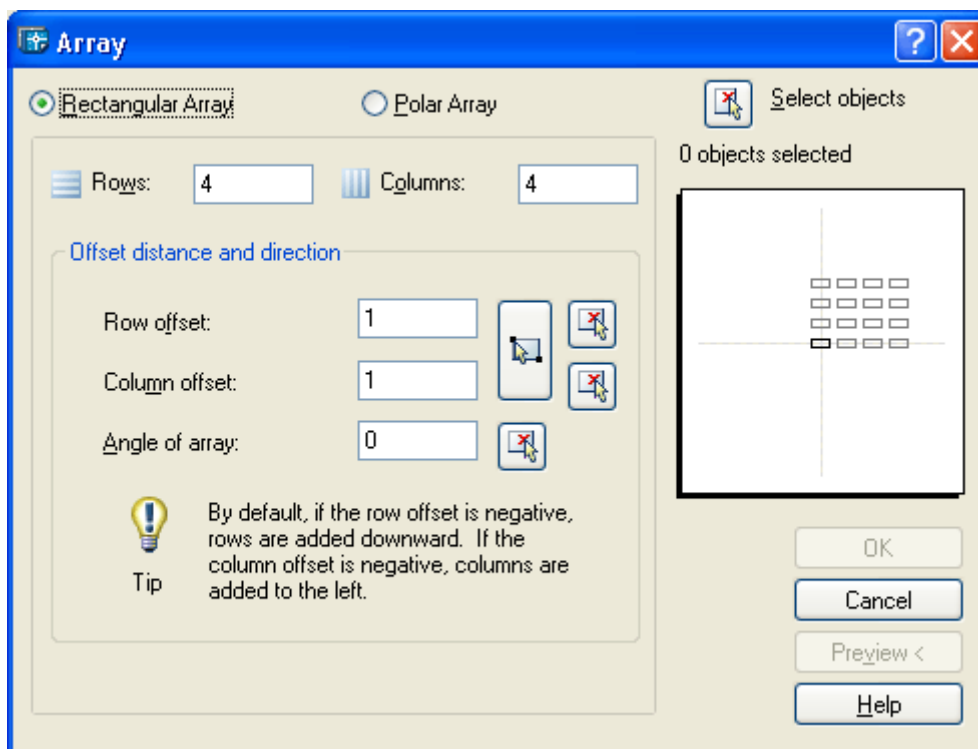 Array
Rectangular Array
Polar Array
Select objects
0 objects selected
Rows: 4
Columns: 4
Offset distance and direction
Row offset: 1
Column offset: 1
Angle of array: 0
Tip
By default, if the row offset is negative,
rows are added downward. If the
column offset is negative, columns are
added to the left.
OK
Cancel
Preview <
Help